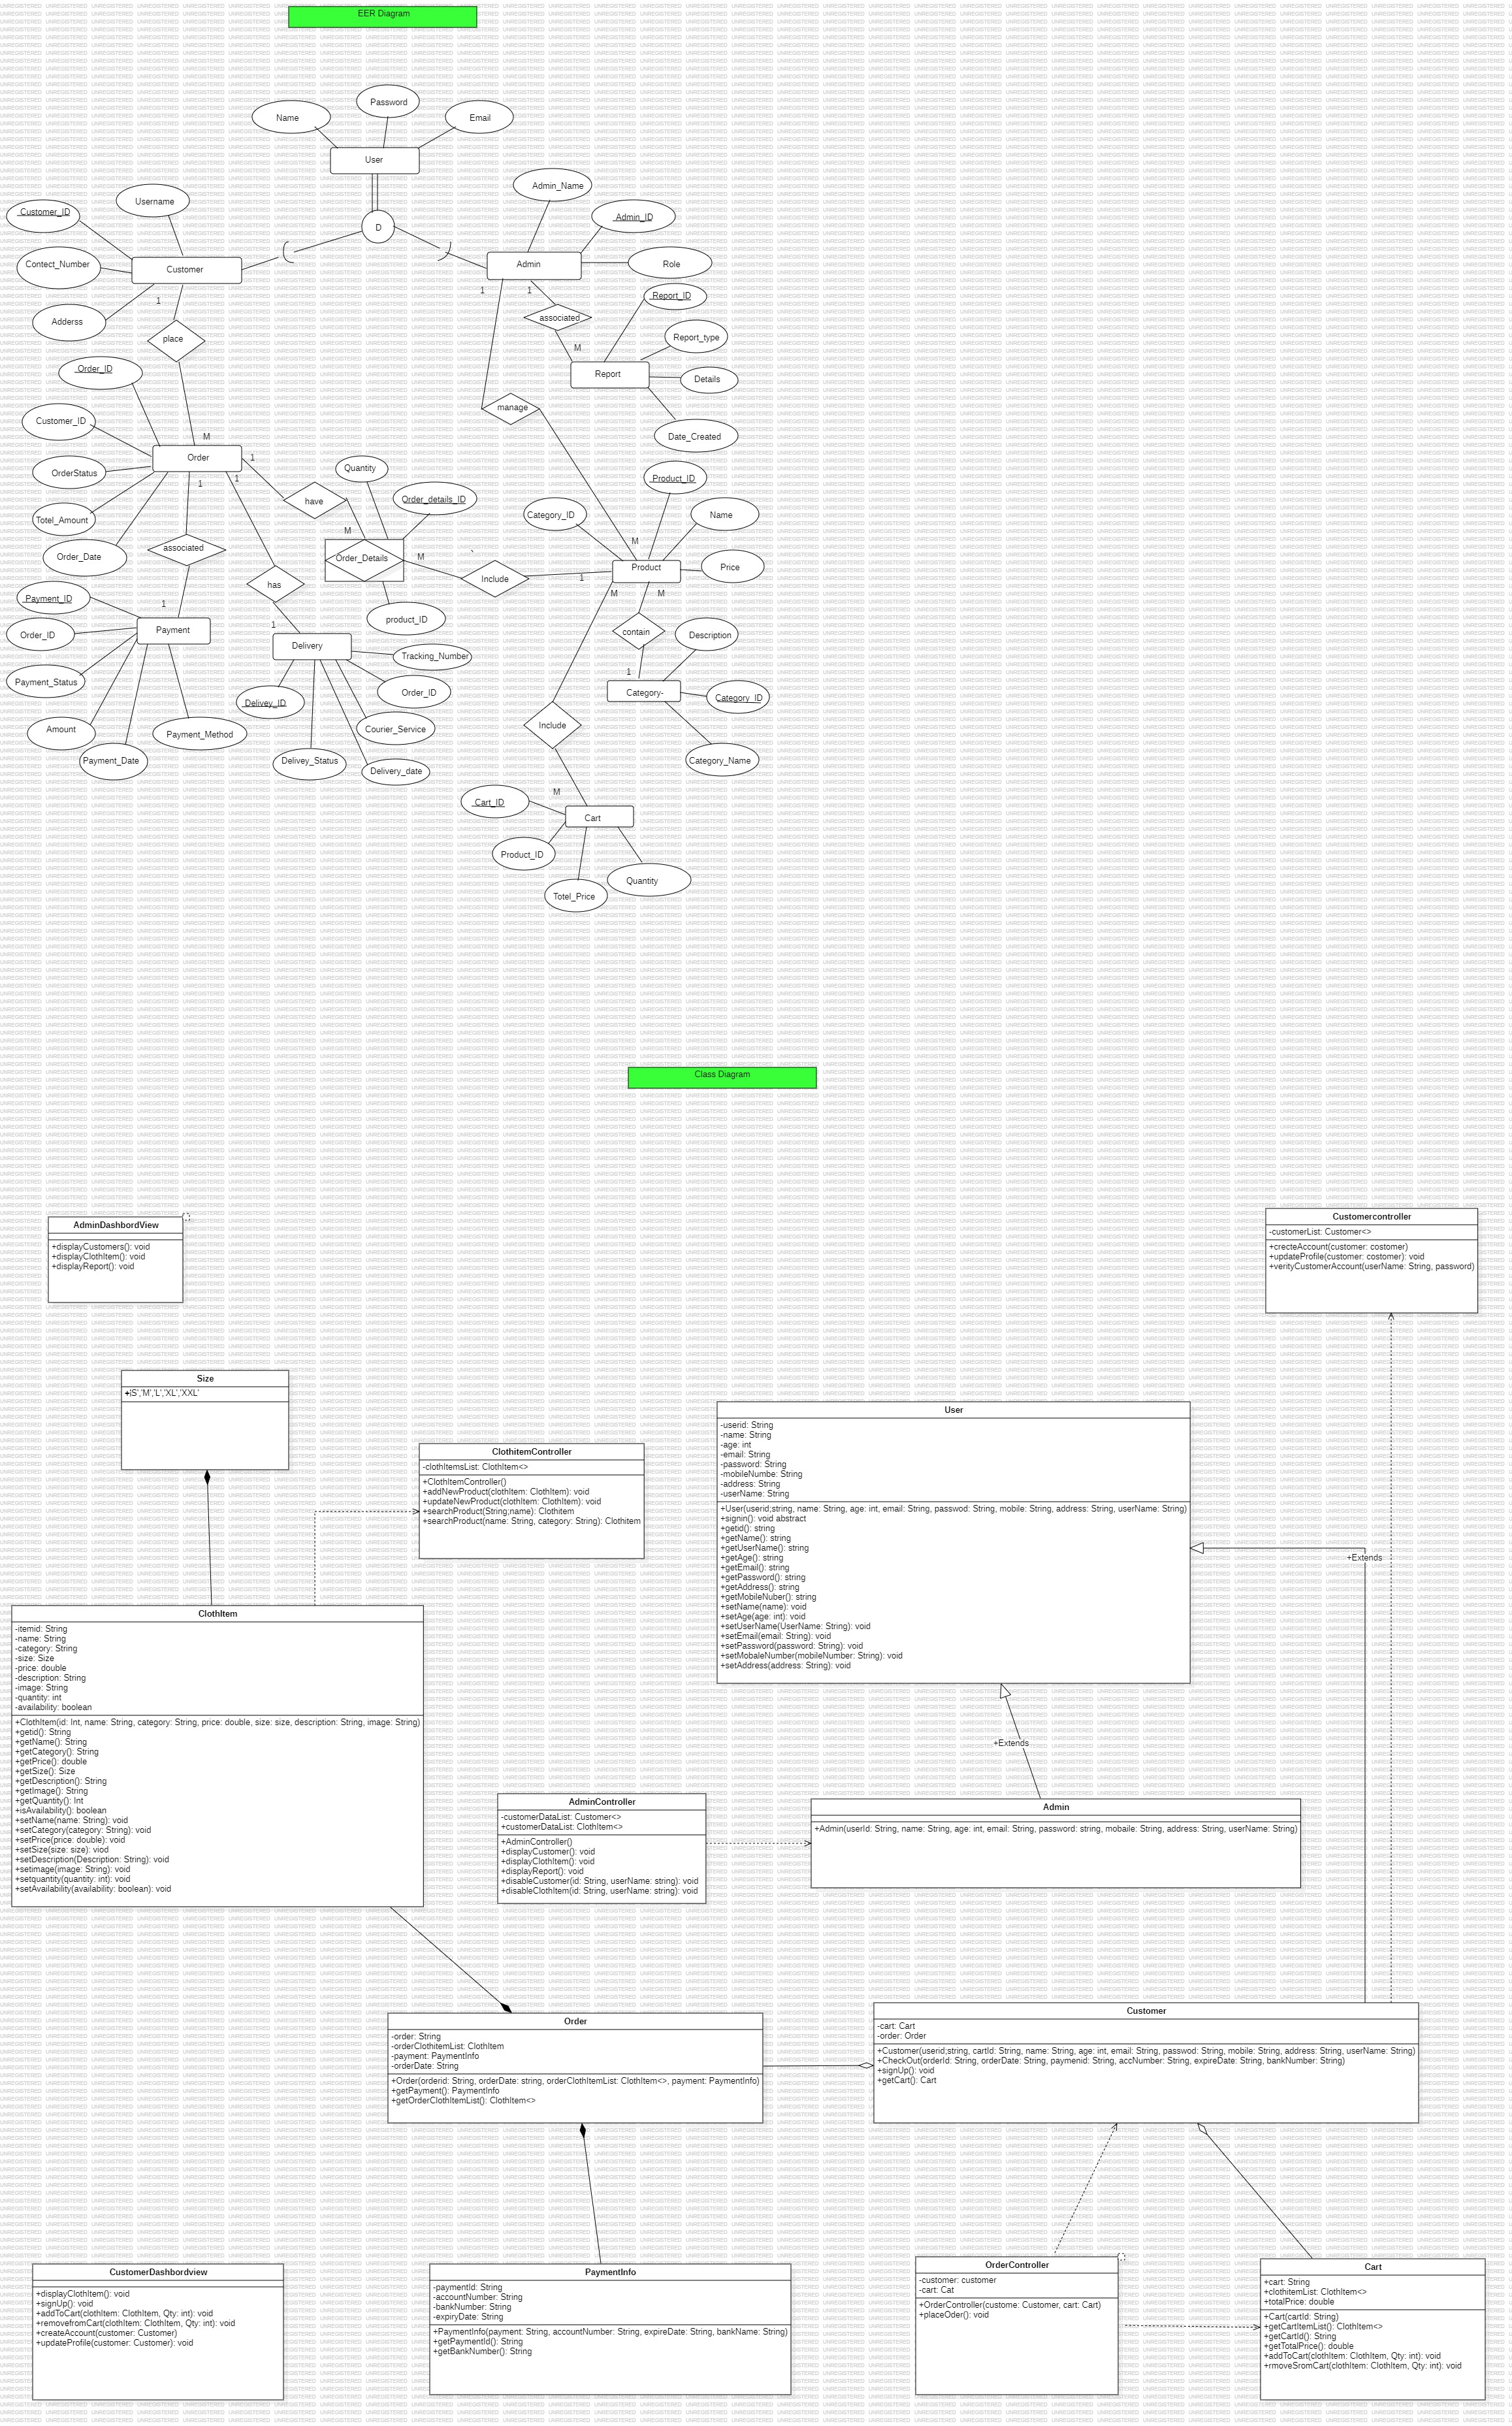 EER Diagram
Name
Password
Email
User
D
Customer_ID
Username
Contect_Number
Customer
Adderss
1
place
Admin_Name
Admin_ID
Admin
Role
1
1
associated
Report_ID
Report_type
M
Report
Details
manage
Date_Created
Order_ID
Customer_ID
M
Order
1
OrderStatus
1
1
Totel_Amount
Order_Date
associated
have
Quantity
Order_details_ID
M
Order_Details
M
`
Include
1
has
product_ID
Product_ID
Category_ID
Name
M
Product
Price
M
M
contain
Description
1
Category-
Category_ID
Category_Name
Include
M
Payment_ID
1
Order_ID
Payment
Payment_Status
Amount
Payment_Date
Payment_Method
1
Delivery
Tracking_Number
Order_ID
Delivey_ID
Courier_Service
Delivey_Status
Delivery_date
Cart_ID
Cart
Product_ID
Totel_Price
Quantity
Class Diagram
AdminDashbordView
+displayCustomers(): void
+displayClothItem(): void
+displayReport(): void
Customercontroller
-customerList: Customer<>
+crecteAccount(customer: costomer)
+updateProfile(customer: costomer): void
+verityCustomerAccount(userName: String, password)
Size
+|S','M','L','XL','XXL'
ClothitemController
-clothItemsList: ClothItem<>
+ClothItemController()
+addNewProduct(clothItem: ClothItem): void
+updateNewProduct(clothItem: ClothItem): void
+searchProduct(String;name): Clothitem
+searchProduct(name: String, category: String): Clothitem
User
-userid: String
-name: String
-age: int
-email: String
-password: String
-mobileNumbe: String
-address: String
-userName: String
+User(userid;string, name: String, age: int, email: String, passwod: String, mobile: String, address: String, userName: String)
+signin(): void abstract
+getid(): string
+getName(): string
+getUserName(): string
+getAge(): string
+getEmail(): string
+getPassword(): string
+getAddress(): string
+getMobileNuber(): string
+setName(name): void
+setAge(age: int): void
+setUserName(UserName: String): void
+setEmail(email: String): void
+setPassword(password: String): void
+setMobaleNumber(mobileNumber: String): void
+setAddress(address: String): void
+Extends
+Extends
ClothItem
-itemid: String
-name: String
-category: String
-size: Size
-price: double
-description: String
-image: String
-quantity: int
-availability: boolean
+ClothItem(id: Int, name: String, category: String, price: double, size: size, description: String, image: String)
+getid(): String
+getName(): String
+getCategory(): String
+getPrice(): double
+getSize(): Size
+getDescription(): String
+getImage(): String
+getQuantity(): Int
+isAvailability(): boolean
+setName(name: String): void
+setCategory(category: String): void
+setPrice(price: double): void
+setSize(size: size): viod
+setDescription(Description: String): void
+setimage(image: String): void
+setquantity(quantity: int): void
+setAvailability(availability: boolean): void
AdminController
-customerDataList: Customer<>
+customerDataList: ClothItem<>
+AdminController()
+displayCustomer(): void
+displayClothItem(): void
+displayReport(): void
+disableCustomer(id: String, userName: string): void
+disableClothItem(id: String, userName: string): void
Admin
+Admin(userId: String, name: String, age: int, email: String, password: string, mobaile: String, address: String, userName: String)
Order
-order: String
-orderClothitemList: ClothItem
-payment: PaymentInfo
-orderDate: String
+Order(orderid: String, orderDate: string, orderClothItemList: ClothItem<>, payment: PaymentInfo)
+getPayment(): PaymentInfo
+getOrderClothItemList(): ClothItem<>
Customer
-cart: Cart
-order: Order
+Customer(userid;string, cartId: String, name: String, age: int, email: String, passwod: String, mobile: String, address: String, userName: String)
+CheckOut(orderId: String, orderDate: String, paymenid: String, accNumber: String, expireDate: String, bankNumber: String)
+signUp(): void
+getCart(): Cart
CustomerDashbordview
+displayClothItem(): void
+signUp(): void
+addToCart(clothItem: ClothItem, Qty: int): void
+removefromCart(clothItem: ClothItem, Qty: int): void
+createAccount(customer: Customer)
+updateProfile(customer: Customer): void
PaymentInfo
-paymentId: String
-accountNumber: String
-bankNumber: String
-expiryDate: String
+PaymentInfo(payment: String, accountNumber: String, expireDate: String, bankName: String)
+getPaymentId(): String
+getBankNumber(): String
OrderController
-customer: customer
-cart: Cat
+OrderController(custome: Customer, cart: Cart)
+placeOder(): void
Cart
+cart: String
+clothitemList: ClothItem<>
+totalPrice: double
+Cart(cartId: String)
+getCartItemList(): ClothItem<>
+getCartId(): String
+getTotalPrice(): double
+addToCart(clothItem: ClothItem, Qty: int): void
+rmoveSromCart(clothItem: ClothItem, Qty: int): void